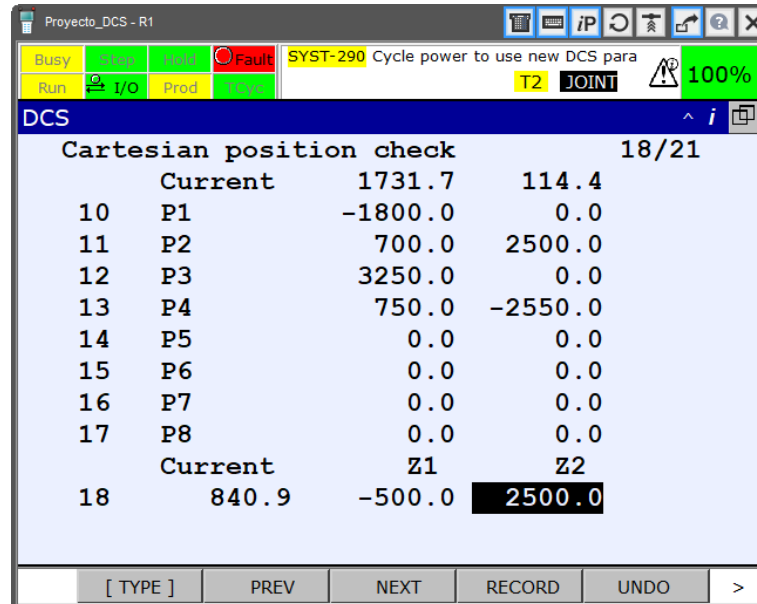 Proyecto_DCS - R1
iP
Busy Step Hold Fault SYST-290 Cycle power to use new DCS para
Run I/O Prod TCyc T2 JOINT 100%
DCS ^ i
Cartesian position check 18/21
Current 1731.7 114.4
10 P1 -1800.0 0.0
11 P2 700.0 2500.0
12 P3 3250.0 0.0
13 P4 750.0 -2550.0
14 P5 0.0 0.0
15 P6 0.0 0.0
16 P7 0.0 0.0
17 P8 0.0 0.0
Current Z1 Z2
18 840.9 -500.0 2500.0
[ TYPE ] PREV NEXT RECORD UNDO >